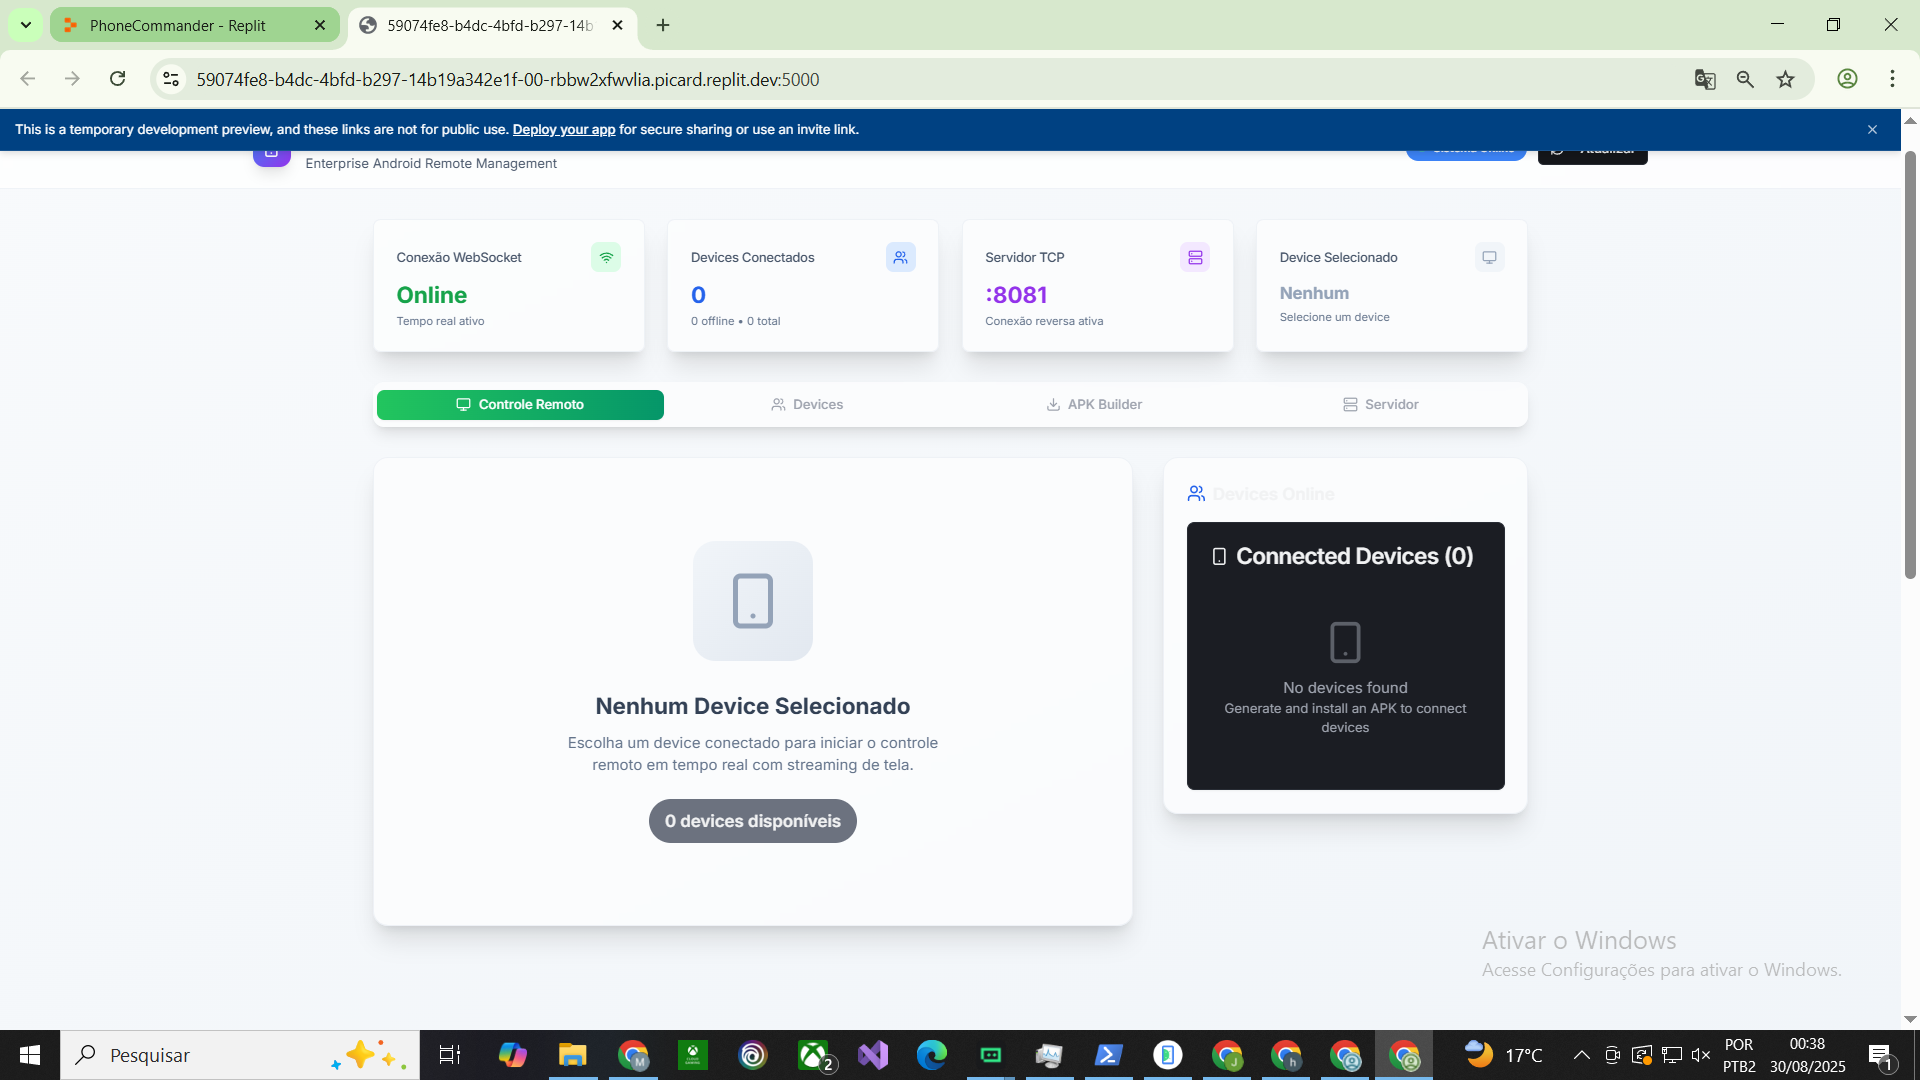 PhoneCommander - Replit
59074fe8-b4dc-4bfd-b297-14b
59074fe8-b4dc-4bfd-b297-14b19a342e1f-00-rbbw2xfwvlia.picard.replit.dev:5000
This is a temporary development preview, and these links are not for public use. Deploy your app for secure sharing or use an invite link.
Sistema Online
Atualizar
Enterprise Android Remote Management
Conexão WebSocket
Online
Tempo real ativo
Devices Conectados
0
0 offline • 0 total
Servidor TCP
:8081
Conexão reversa ativa
Device Selecionado
Nenhum
Selecione um device
Controle Remoto
Devices
APK Builder
Servidor
Nenhum Device Selecionado
Escolha um device conectado para iniciar o controle
remoto em tempo real com streaming de tela.
0 devices disponíveis
Devices Online
Connected Devices (0)
No devices found
Generate and install an APK to connect
devices
Ativar o Windows
Acesse Configurações para ativar o Windows.
Pesquisar
2
M
J
h
17°C
POR
PTB2
00:38
30/08/2025
1